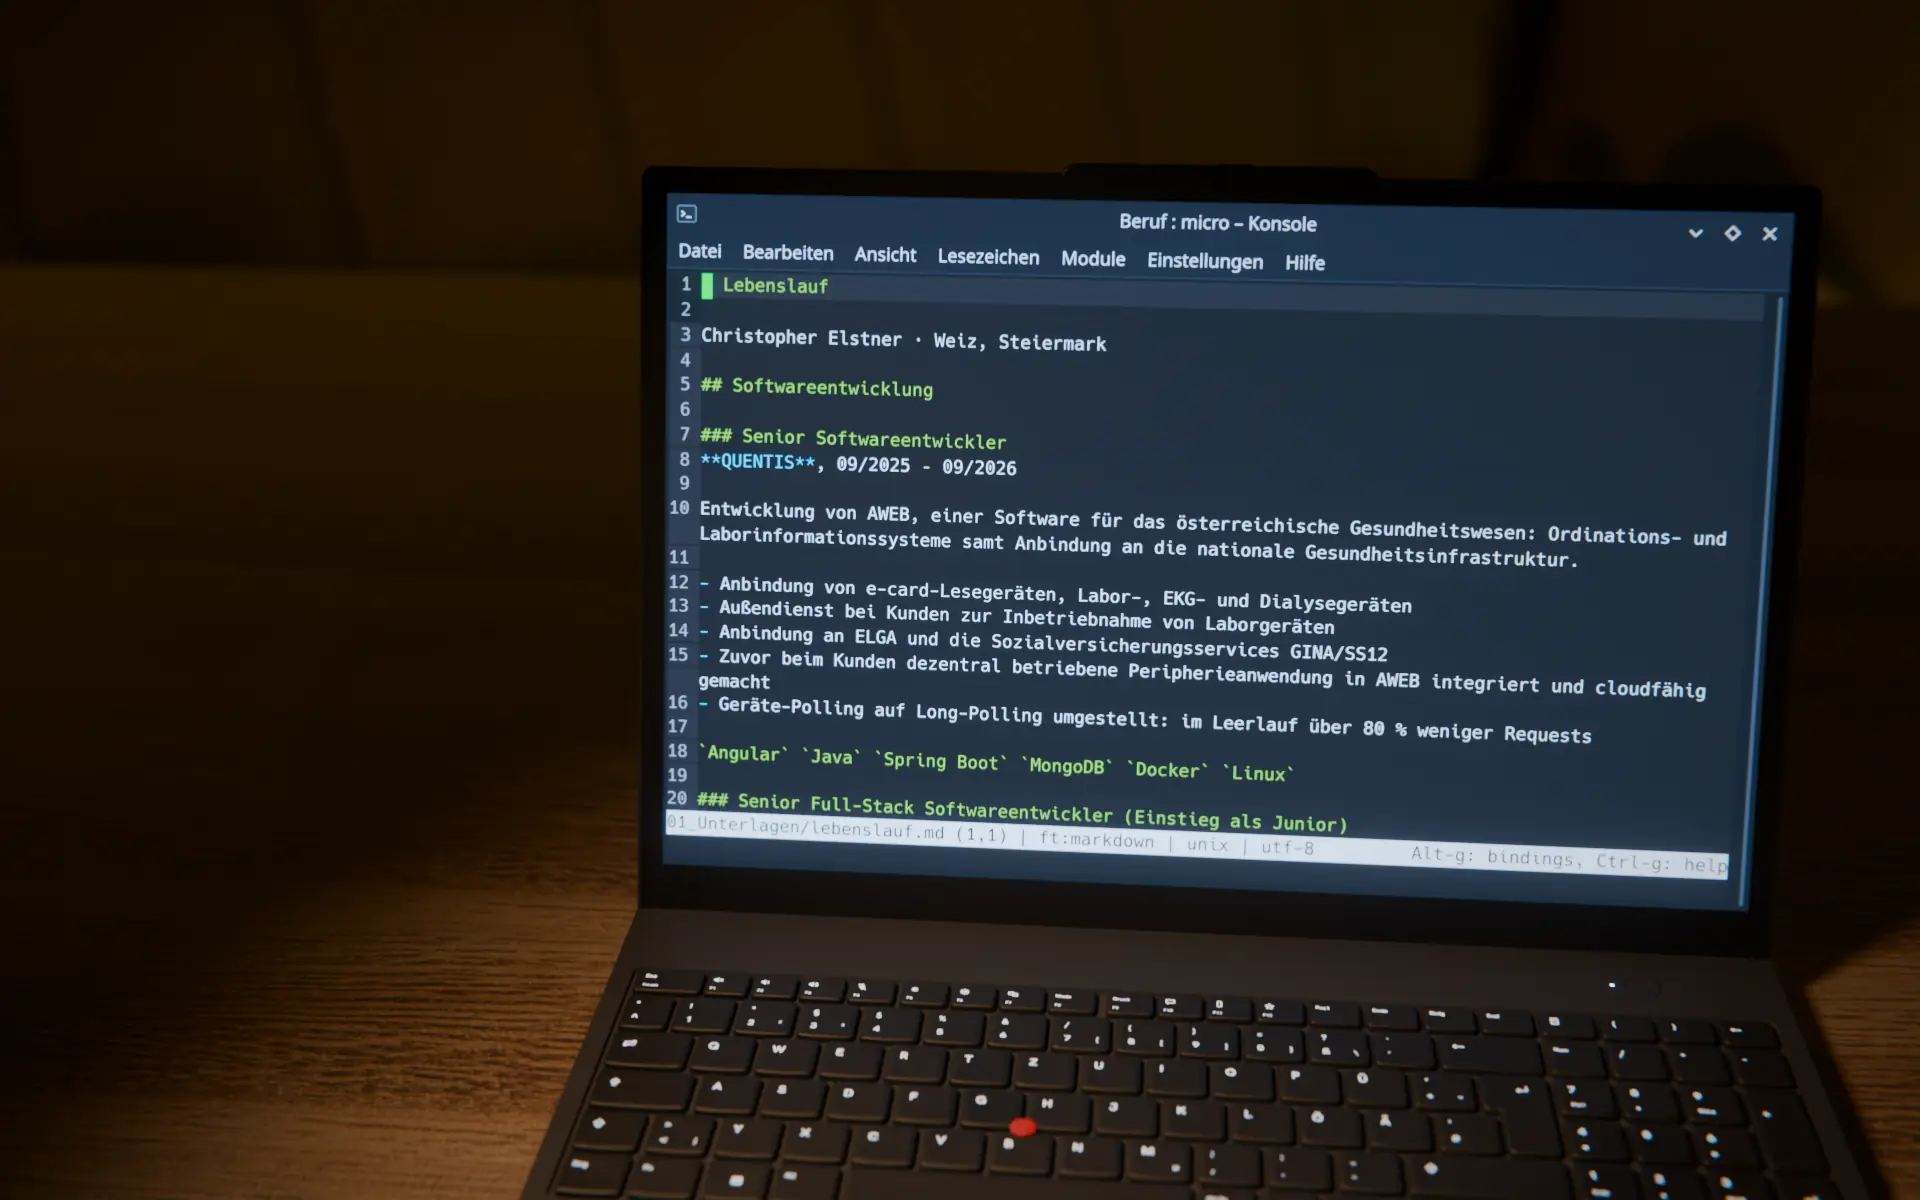 Beruf : micro – Konsole
Datei Bearbeiten Ansicht Lesezeichen Module Einstellungen Hilfe
1 Lebenslauf
2
3 Christopher Elstner · Weiz, Steiermark
4
5 ## Softwareentwicklung
6
7 ### Senior Softwareentwickler
8 **QUENTIS**, 09/2025 - 09/2026
9
10 Entwicklung von AWEB, einer Software für das österreichische Gesundheitswesen: Ordinations- und
Laborinformationssysteme samt Anbindung an die nationale Gesundheitsinfrastruktur.
11
12 - Anbindung von e-card-Lesegeräten, Labor-, EKG- und Dialysegeräten
13 - Außendienst bei Kunden zur Inbetriebnahme von Laborgeräten
14 - Anbindung an ELGA und die Sozialversicherungsservices GINA/SS12
15 - Zuvor beim Kunden dezentral betriebene Peripherieanwendung in AWEB integriert und cloudfähig
gemacht
16 - Geräte-Polling auf Long-Polling umgestellt: im Leerlauf über 80 % weniger Requests
17
18 `Angular` `Java` `Spring Boot` `MongoDB` `Docker` `Linux`
19
20 ### Senior Full-Stack Softwareentwickler (Einstieg als Junior)
01_Unterlagen/lebenslauf.md (1,1) | ft:markdown | unix | utf-8 Alt-g: bindings, Ctrl-g: help
Q W E R T Z U I O P Ü
A S D F G H J K L Ö Ä
Y X C V B N M